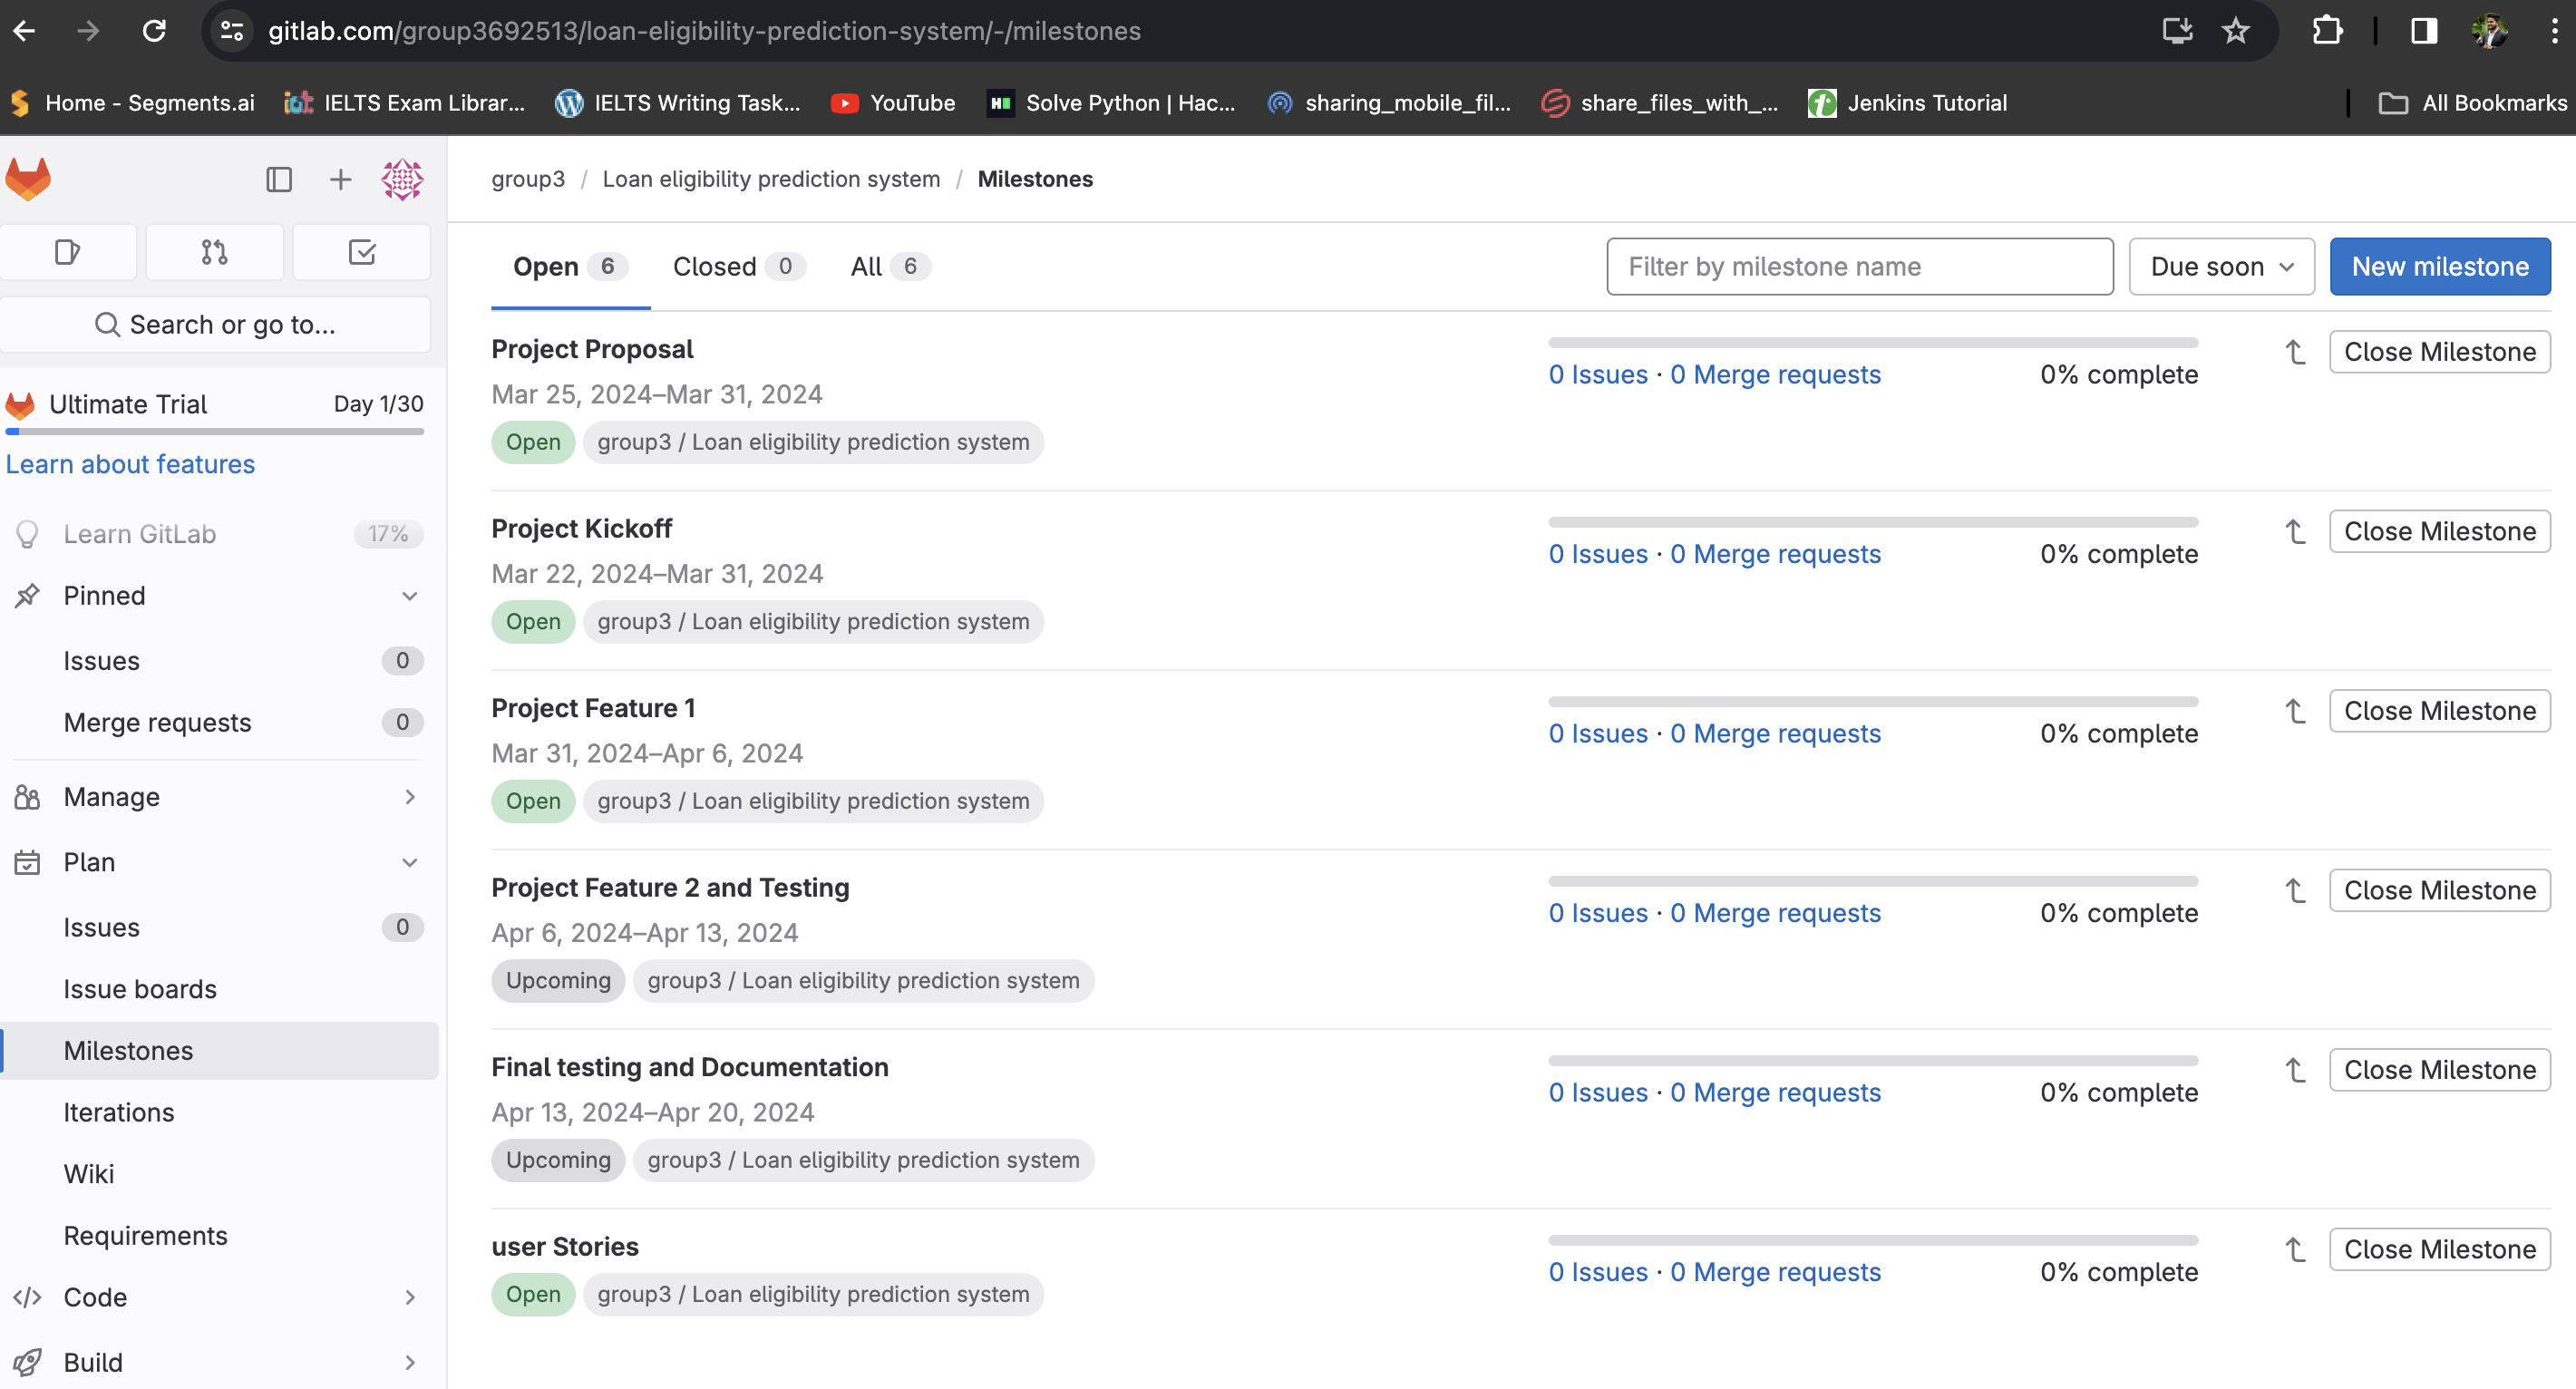 gitlab.com/group3692513/loan-eligibility-prediction-system/-/milestones
Home - Segments.ai
IELTS Exam Librar...
IELTS Writing Task...
YouTube
Solve Python | Hac...
sharing_mobile_fil...
share_files_with_...
Jenkins Tutorial
All Bookmarks
Search or go to...
Ultimate Trial Day 1/30
Learn about features
Learn GitLab 17%
Pinned
Issues 0
Merge requests 0
Manage
Plan
Issues 0
Issue boards
Milestones
Iterations
Wiki
Requirements
Code
Build
group3 / Loan eligibility prediction system / Milestones
Open 6 Closed 0 All 6
Filter by milestone name
Due soon
New milestone
Project Proposal
Mar 25, 2024–Mar 31, 2024
Open group3 / Loan eligibility prediction system
0 Issues · 0 Merge requests 0% complete
Close Milestone
Project Kickoff
Mar 22, 2024–Mar 31, 2024
Open group3 / Loan eligibility prediction system
0 Issues · 0 Merge requests 0% complete
Close Milestone
Project Feature 1
Mar 31, 2024–Apr 6, 2024
Open group3 / Loan eligibility prediction system
0 Issues · 0 Merge requests 0% complete
Close Milestone
Project Feature 2 and Testing
Apr 6, 2024–Apr 13, 2024
Upcoming group3 / Loan eligibility prediction system
0 Issues · 0 Merge requests 0% complete
Close Milestone
Final testing and Documentation
Apr 13, 2024–Apr 20, 2024
Upcoming group3 / Loan eligibility prediction system
0 Issues · 0 Merge requests 0% complete
Close Milestone
user Stories
Open group3 / Loan eligibility prediction system
0 Issues · 0 Merge requests 0% complete
Close Milestone